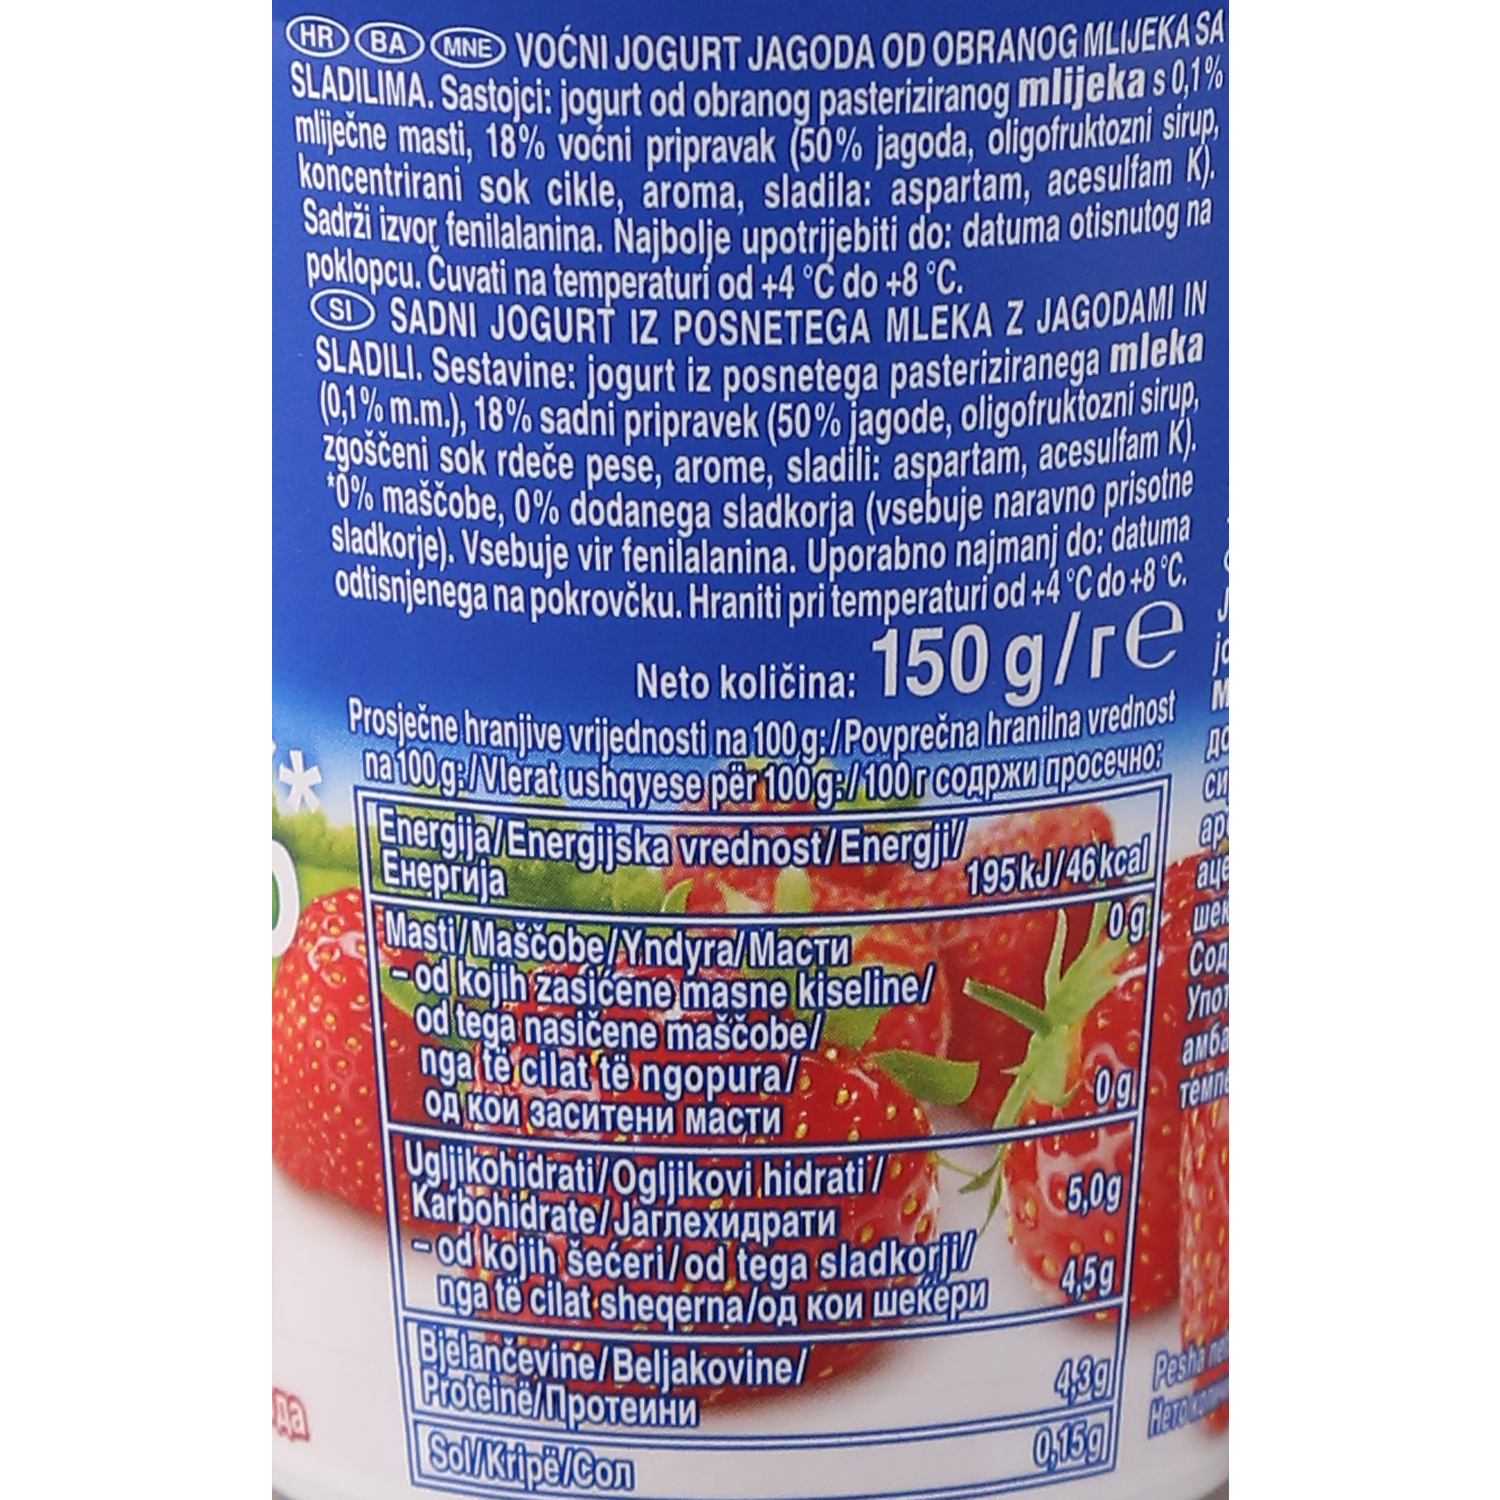 HR BA MNE VOĆNI JOGURT JAGODA OD OBRANOG MLIJEKA SA
SLADILIMA. Sastojci: jogurt od obranog pasteriziranog mlijeka s 0,1%
mliječne masti, 18% voćni pripravak (50% jagoda, oligofruktozni sirup,
koncentrirani sok cikle, aroma, sladila: aspartam, acesulfam K).
Sadrži izvor fenilalanina. Najbolje upotrijebiti do: datuma otisnutog na
poklopcu. Čuvati na temperaturi od +4 °C do +8 °C.
SI SADNI JOGURT IZ POSNETEGA MLEKA Z JAGODAMI IN
SLADILI. Sestavine: jogurt iz posnetega pasteriziranega mleka
(0,1% m.m.), 18% sadni pripravek (50% jagode, oligofruktozni sirup,
zgoščeni sok rdeče pese, arome, sladili: aspartam, acesulfam K).
*0% maščobe, 0% dodanega sladkorja (vsebuje naravno prisotne
sladkorje). Vsebuje vir fenilalanina. Uporabno najmanj do: datuma
odtisnjenega na pokrovčku. Hraniti pri temperaturi od +4 °C do +8 °C.
Neto količina: 150 g/г e
Prosječne hranjive vrijednosti na 100 g:/Povprečna hranilna vrednost
na 100 g:/Vlerat ushqyese për 100 g:/100 г содржи просечно:
Energija/Energijska vrednost/Energji/
Енергија 195 kJ/46 kcal
Masti/Maščobe/Yndyra/Масти 0 g
– od kojih zasićene masne kiseline/
od tega nasičene maščobe/
nga të cilat të ngopura/
од кои заситени масти 0 g
Ugljikohidrati/Ogljikovi hidrati/
Karbohidrate/Јаглехидрати 5,0 g
– od kojih šećeri/od tega sladkorji/
nga të cilat sheqerna/од кои шеќери 4,5 g
Bjelančevine/Beljakovine/
Proteinë/Протеини 4,3 g
Sol/Kripë/Сол 0,15 g
*
Pesha